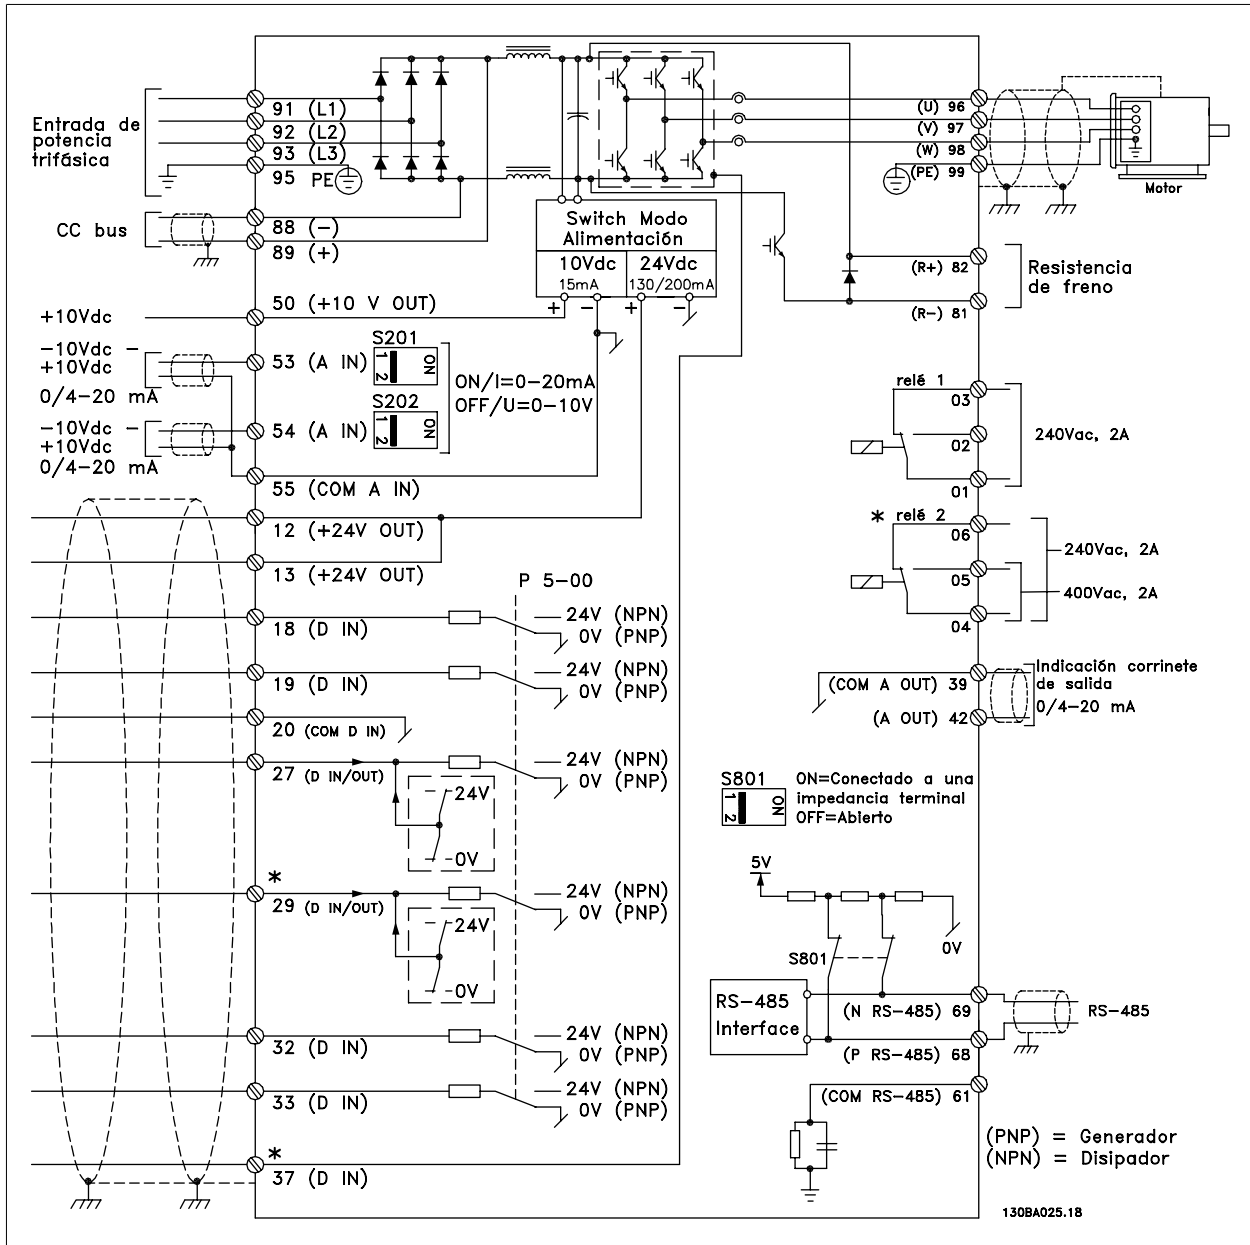 Entrada de
potencia
trifásica
91 (L1)
92 (L2)
93 (L3)
95 PE
CC bus
88 (−)
89 (+)
+10Vdc
50 (+10 V OUT)
−10Vdc −
+10Vdc
0/4−20 mA
53 (A IN)
S201
1 2
ON
−10Vdc −
+10Vdc
0/4−20 mA
54 (A IN)
S202
1 2
ON
ON/I=0−20mA
OFF/U=0−10V
55 (COM A IN)
12 (+24V OUT)
13 (+24V OUT)
P 5-00
18 (D IN)
24V (NPN)
0V (PNP)
19 (D IN)
24V (NPN)
0V (PNP)
20 (COM D IN)
27 (D IN/OUT)
24V (NPN)
0V (PNP)
24V
0V
*
29 (D IN/OUT)
24V (NPN)
0V (PNP)
24V
0V
32 (D IN)
24V (NPN)
0V (PNP)
33 (D IN)
24V (NPN)
0V (PNP)
*
37 (D IN)
Switch Modo
Alimentación
10Vdc
15mA
24Vdc
130/200mA
+ − + −
(U) 96
(V) 97
(W) 98
(PE) 99
Motor
(R+) 82
(R−) 81
Resistencia
de freno
relé 1
03
02
01
240Vac, 2A
* relé 2
06
05
04
240Vac, 2A
400Vac, 2A
(COM A OUT) 39
(A OUT) 42
Indicación corrinete
de salida
0/4−20 mA
S801
1 2
ON
ON=Conectado a una
impedancia terminal
OFF=Abierto
5V
0V
S801
RS−485
Interface
(N RS−485) 69
(P RS−485) 68
RS−485
(COM RS−485) 61
(PNP) = Generador
(NPN) = Disipador
130BA025.18